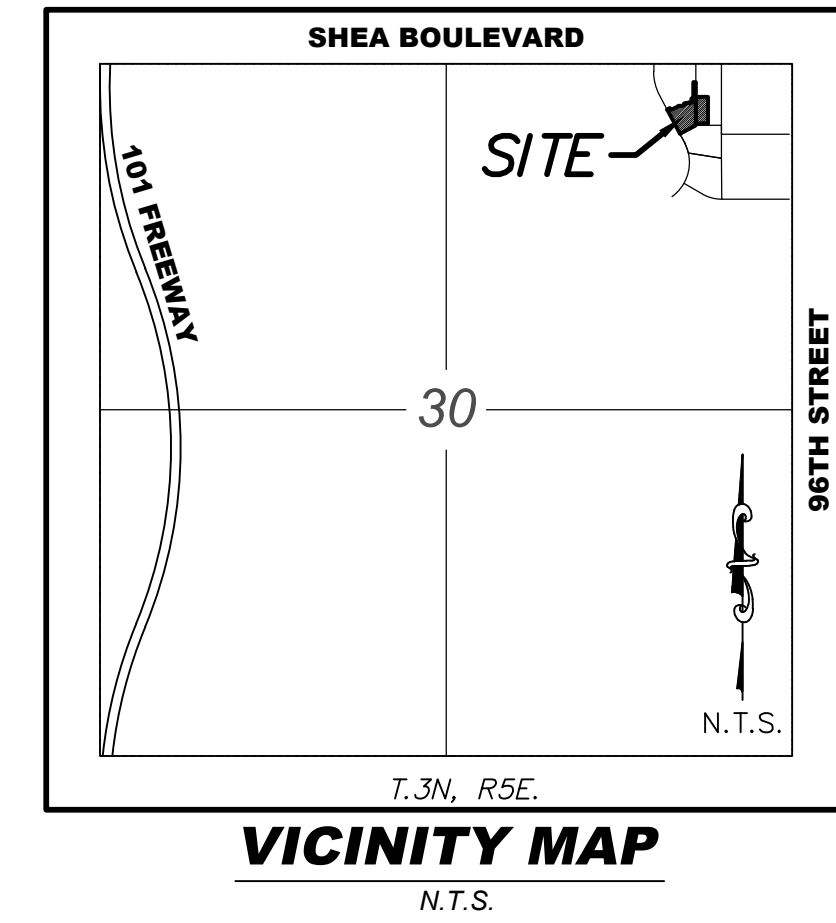 SHEA BOULEVARD
SITE
101 FREEWAY
30
96TH STREET
N.T.S.
T.3N, R5E.
VICINITY MAP
N.T.S.